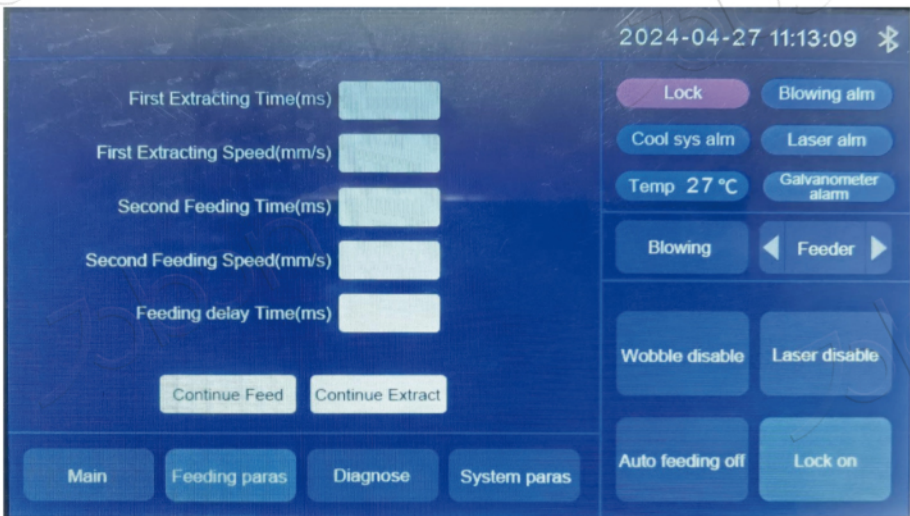 2024-04-27 11:13:09
First Extracting Time(ms)
First Extracting Speed(mm/s)
Second Feeding Time(ms)
Second Feeding Speed(mm/s)
Feeding delay Time(ms)
Continue Feed
Continue Extract
Main
Feeding paras
Diagnose
System paras
Lock
Blowing alm
Cool sys alm
Laser alm
Temp 27℃
Galvanometer
alarm
Blowing
Feeder
Wobble disable
Laser disable
Auto feeding off
Lock on